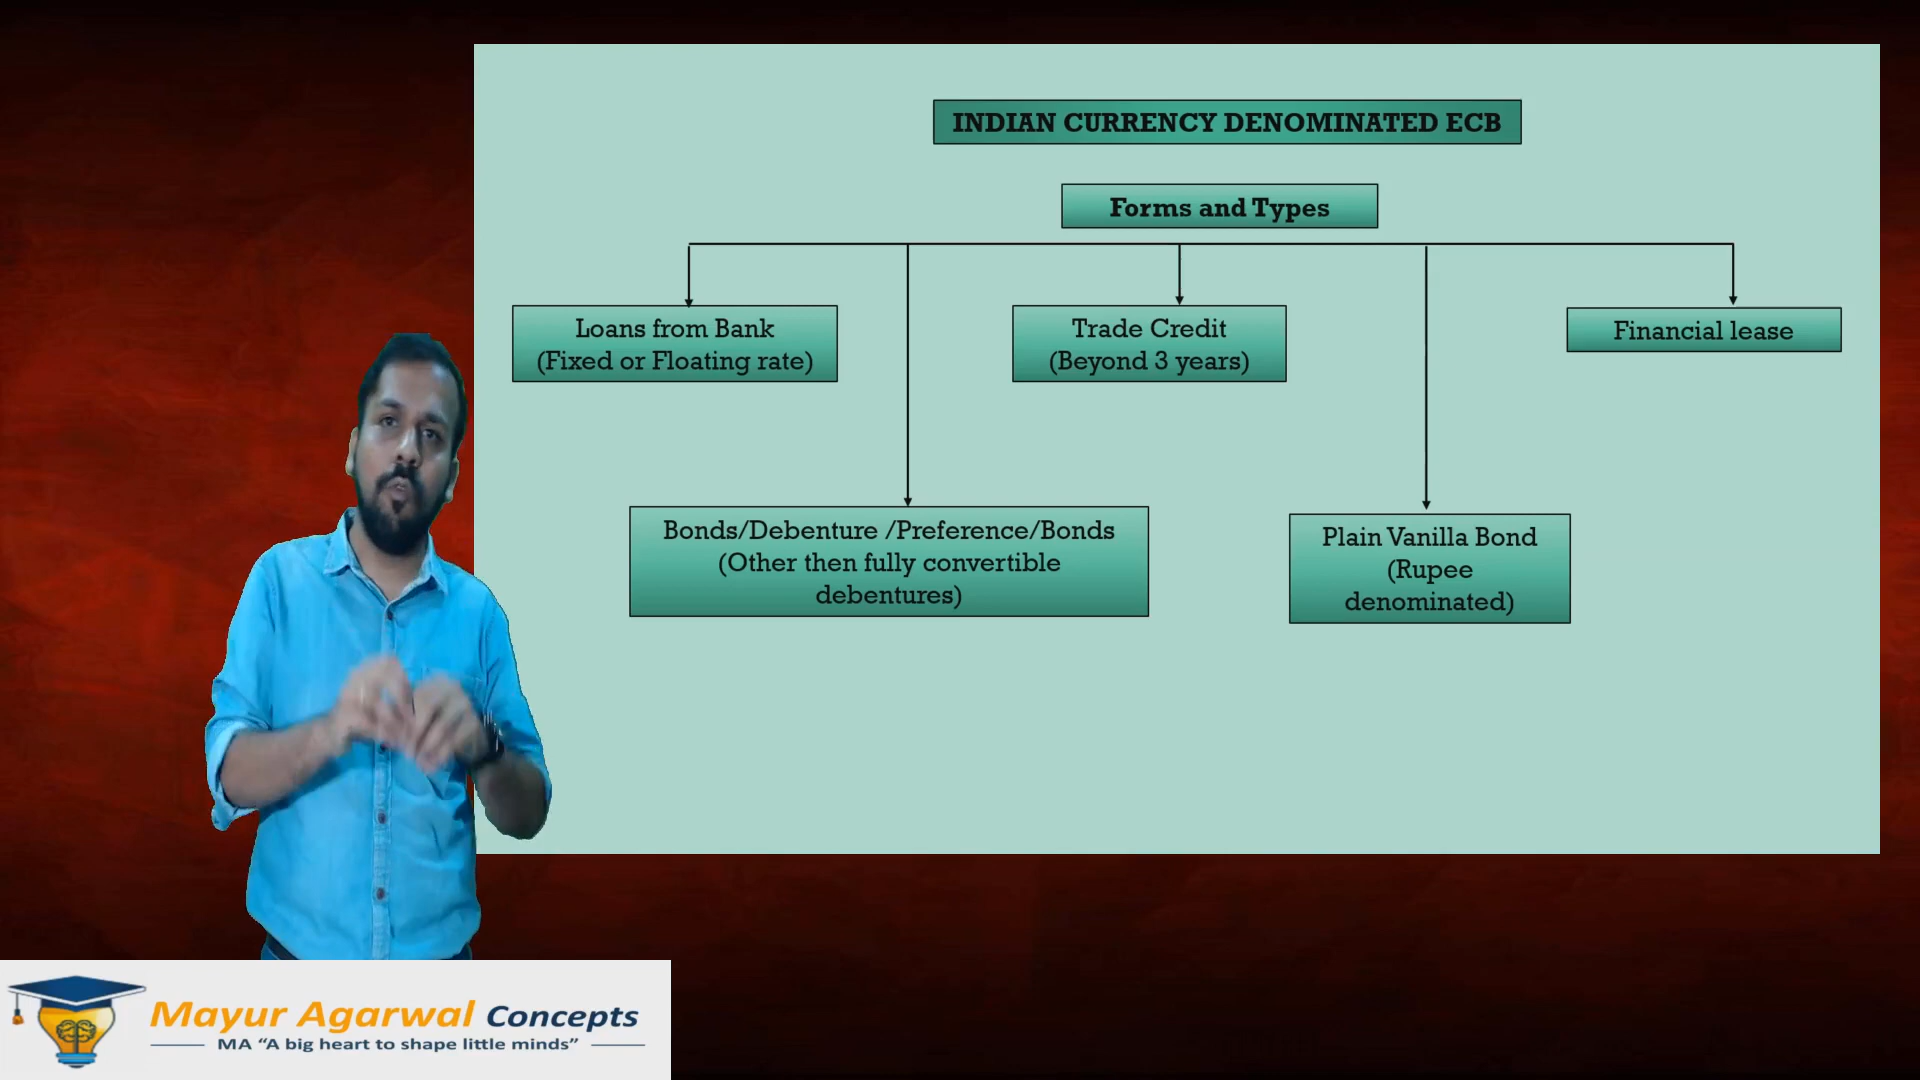 INDIAN CURRENCY DENOMINATED ECB
Forms and Types
Loans from Bank
(Fixed or Floating rate)
Trade Credit
(Beyond 3 years)
Financial lease
Bonds/Debenture /Preference/Bonds
(Other then fully convertible
debentures)
Plain Vanilla Bond
(Rupee
denominated)
Mayur Agarwal Concepts
MA “A big heart to shape little minds”